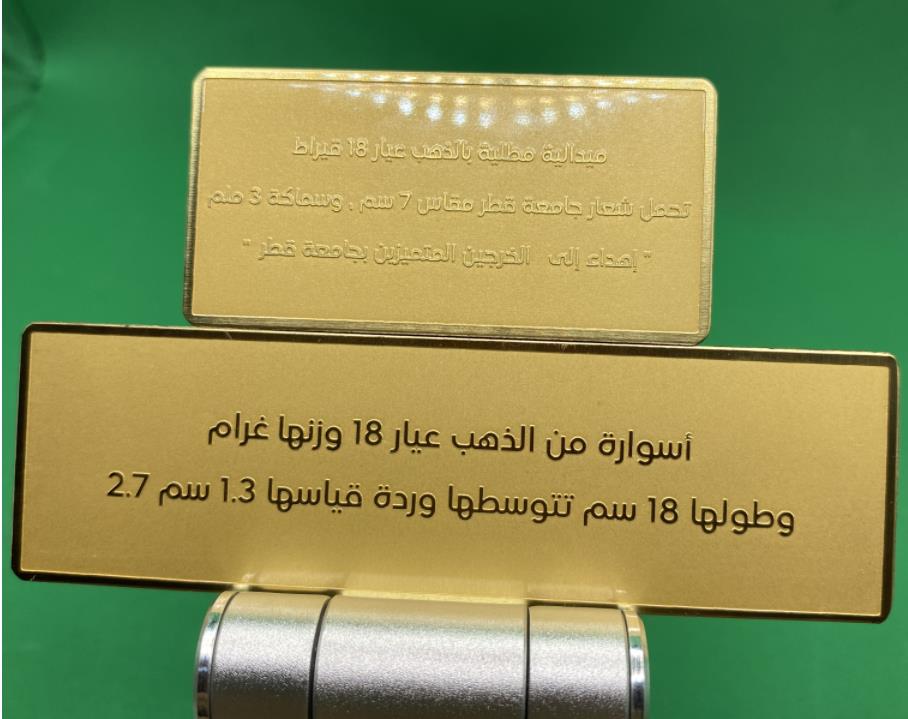 ميدالية مطلية بالذهب عيار 18 قيراط
تحمل شعار جامعة قطر مقاس 7 سم , وسماكة 3 ملم
" إهداء إلى الخرجين المتميزين بجامعة قطر "
أسوارة من الذهب عيار 18 وزنها غرام
وطولها 18 سم تتوسطها وردة قياسها 1.3 سم 2.7